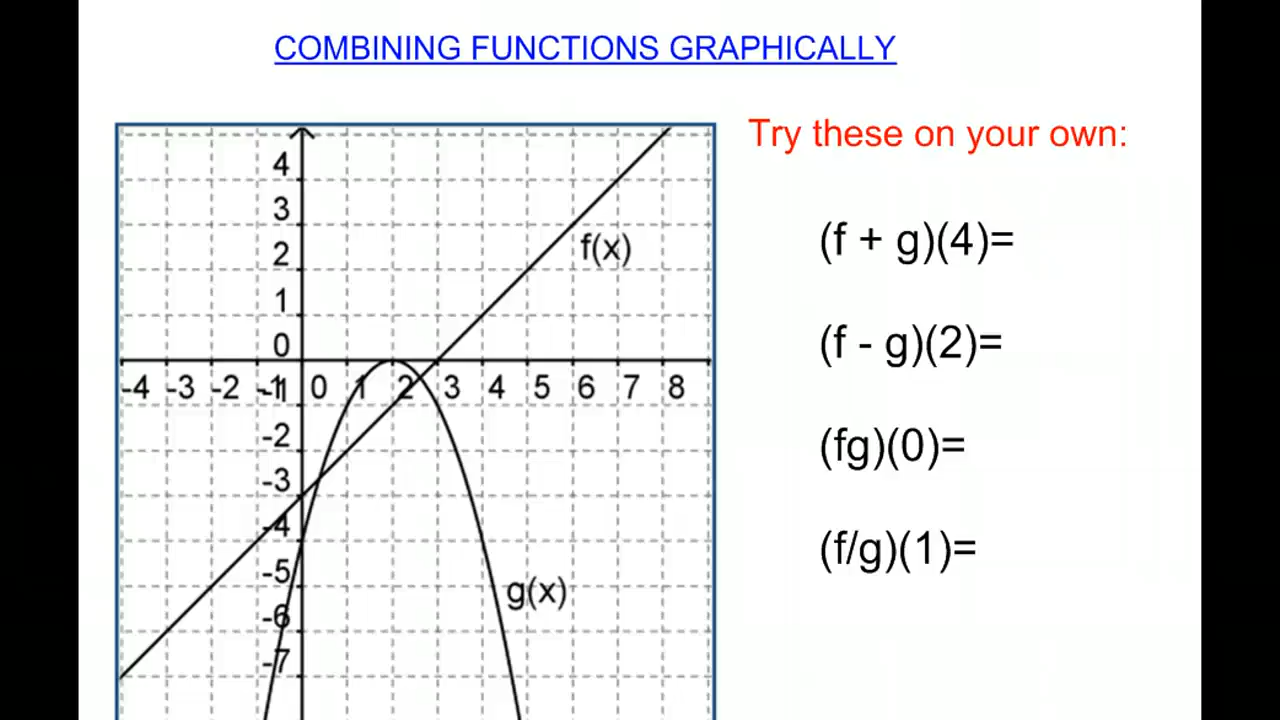 COMBINING FUNCTIONS GRAPHICALLY
Try these on your own:
4
3
f(x)
(f + g)(4)=
2
1
0
(f - g)(2)=
-4 -3 -2 -1 0 1 2 3 4 5 6 7 8
-1
-2
(fg)(0)=
-3
-4
(f/g)(1)=
-5
g(x)
-6
-7